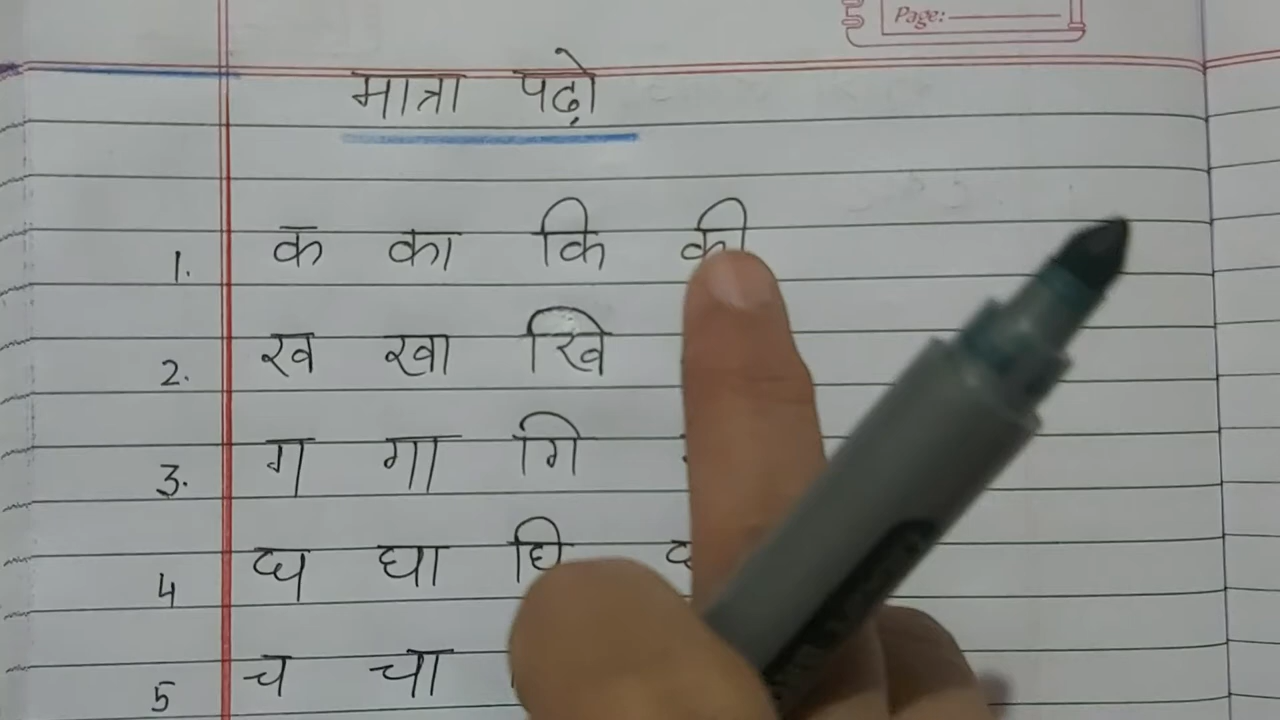 Page:
मात्रा पढ़ो
1. क का कि की
2. ख खा खि
3. ग गा गि
4 घ घा घि
5 च चा